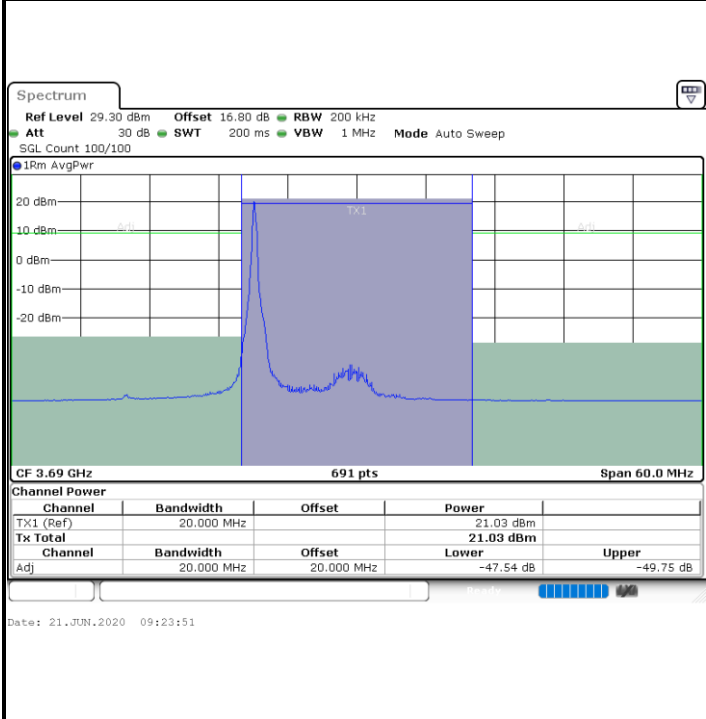 Spectrum
Ref Level 29.30 dBm Offset 16.80 dB RBW 200 kHz
Att 30 dB SWT 200 ms VBW 1 MHz Mode Auto Sweep
SGL Count 100/100
1Rm AvgPwr
20 dBm
TX1
Adj Adj
10 dBm
0 dBm
-10 dBm
-20 dBm
CF 3.69 GHz 691 pts Span 60.0 MHz
Channel Power
Channel Bandwidth Offset Power
TX1 (Ref) 20.000 MHz 21.03 dBm
Tx Total 21.03 dBm
Channel Bandwidth Offset Lower Upper
Adj 20.000 MHz 20.000 MHz -47.54 dB -49.75 dB
Ready
Date: 21.JUN.2020 09:23:51